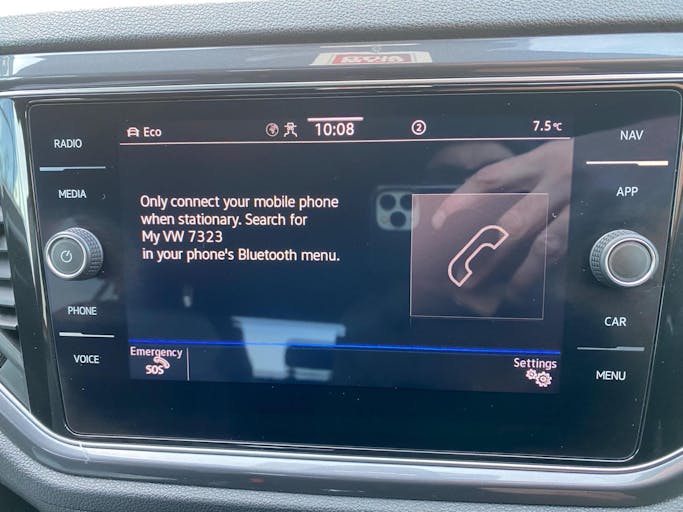 RADIO
MEDIA
PHONE
VOICE
Eco
10:08
2
7.5℃
Only connect your mobile phone
when stationary. Search for
My VW 7323
in your phone's Bluetooth menu.
Emergency
SOS
Settings
NAV
APP
CAR
MENU